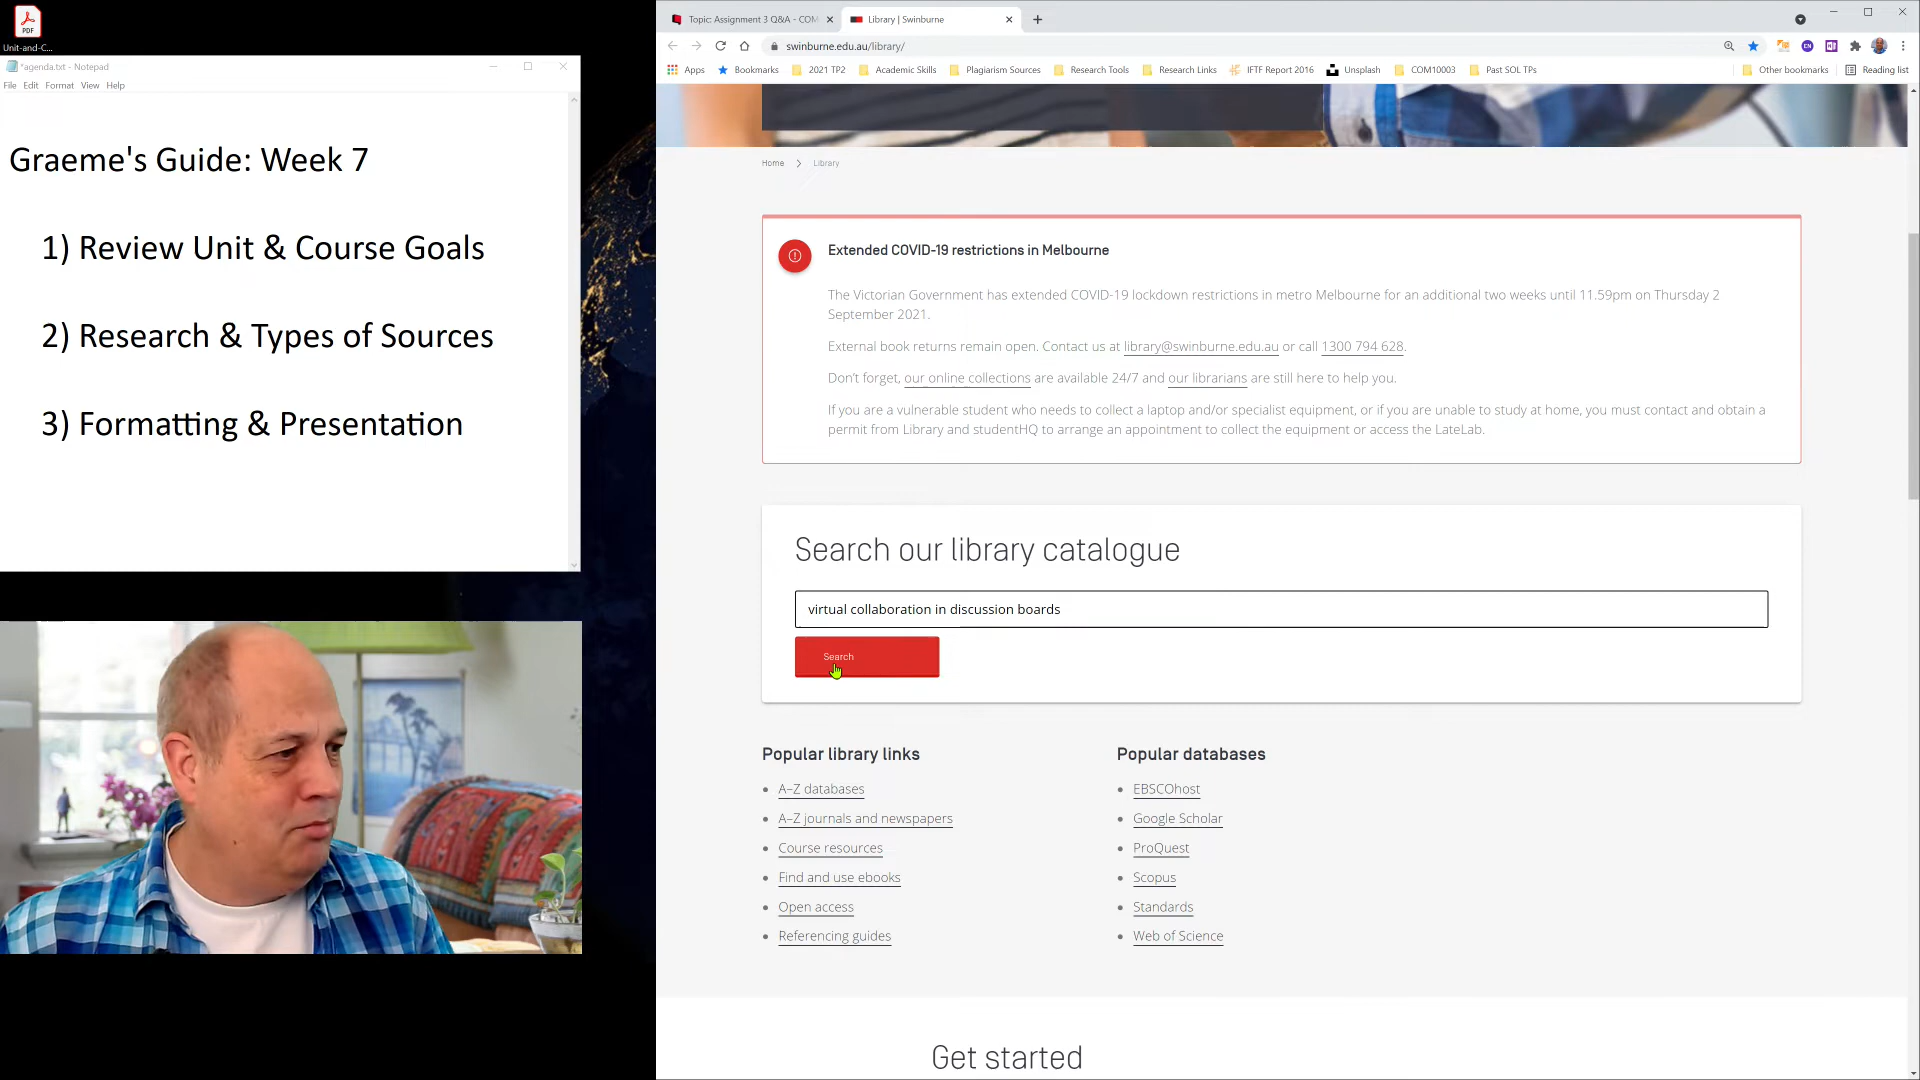 PDF
Unit-and-C...
*agenda.txt - Notepad
File Edit Format View Help
Graeme's Guide: Week 7
1) Review Unit & Course Goals
2) Research & Types of Sources
3) Formatting & Presentation
Topic: Assignment 3 Q&A - COM
Library | Swinburne
swinburne.edu.au/library/
Apps Bookmarks 2021 TP2 Academic Skills Plagiarism Sources Research Tools Research Links IFTF Report 2016 Unsplash COM10003 Past SOL TPs Other bookmarks Reading list
Home Library
Extended COVID-19 restrictions in Melbourne
The Victorian Government has extended COVID-19 lockdown restrictions in metro Melbourne for an additional two weeks until 11.59pm on Thursday 2
September 2021.
External book returns remain open. Contact us at library@swinburne.edu.au or call 1300 794 628.
Don't forget, our online collections are available 24/7 and our librarians are still here to help you.
If you are a vulnerable student who needs to collect a laptop and/or specialist equipment, or if you are unable to study at home, you must contact and obtain a
permit from Library and studentHQ to arrange an appointment to collect the equipment or access the LateLab.
Search our library catalogue
virtual collaboration in discussion boards
Search
Popular library links
A–Z databases
A–Z journals and newspapers
Course resources
Find and use ebooks
Open access
Referencing guides
Popular databases
EBSCOhost
Google Scholar
ProQuest
Scopus
Standards
Web of Science
Get started